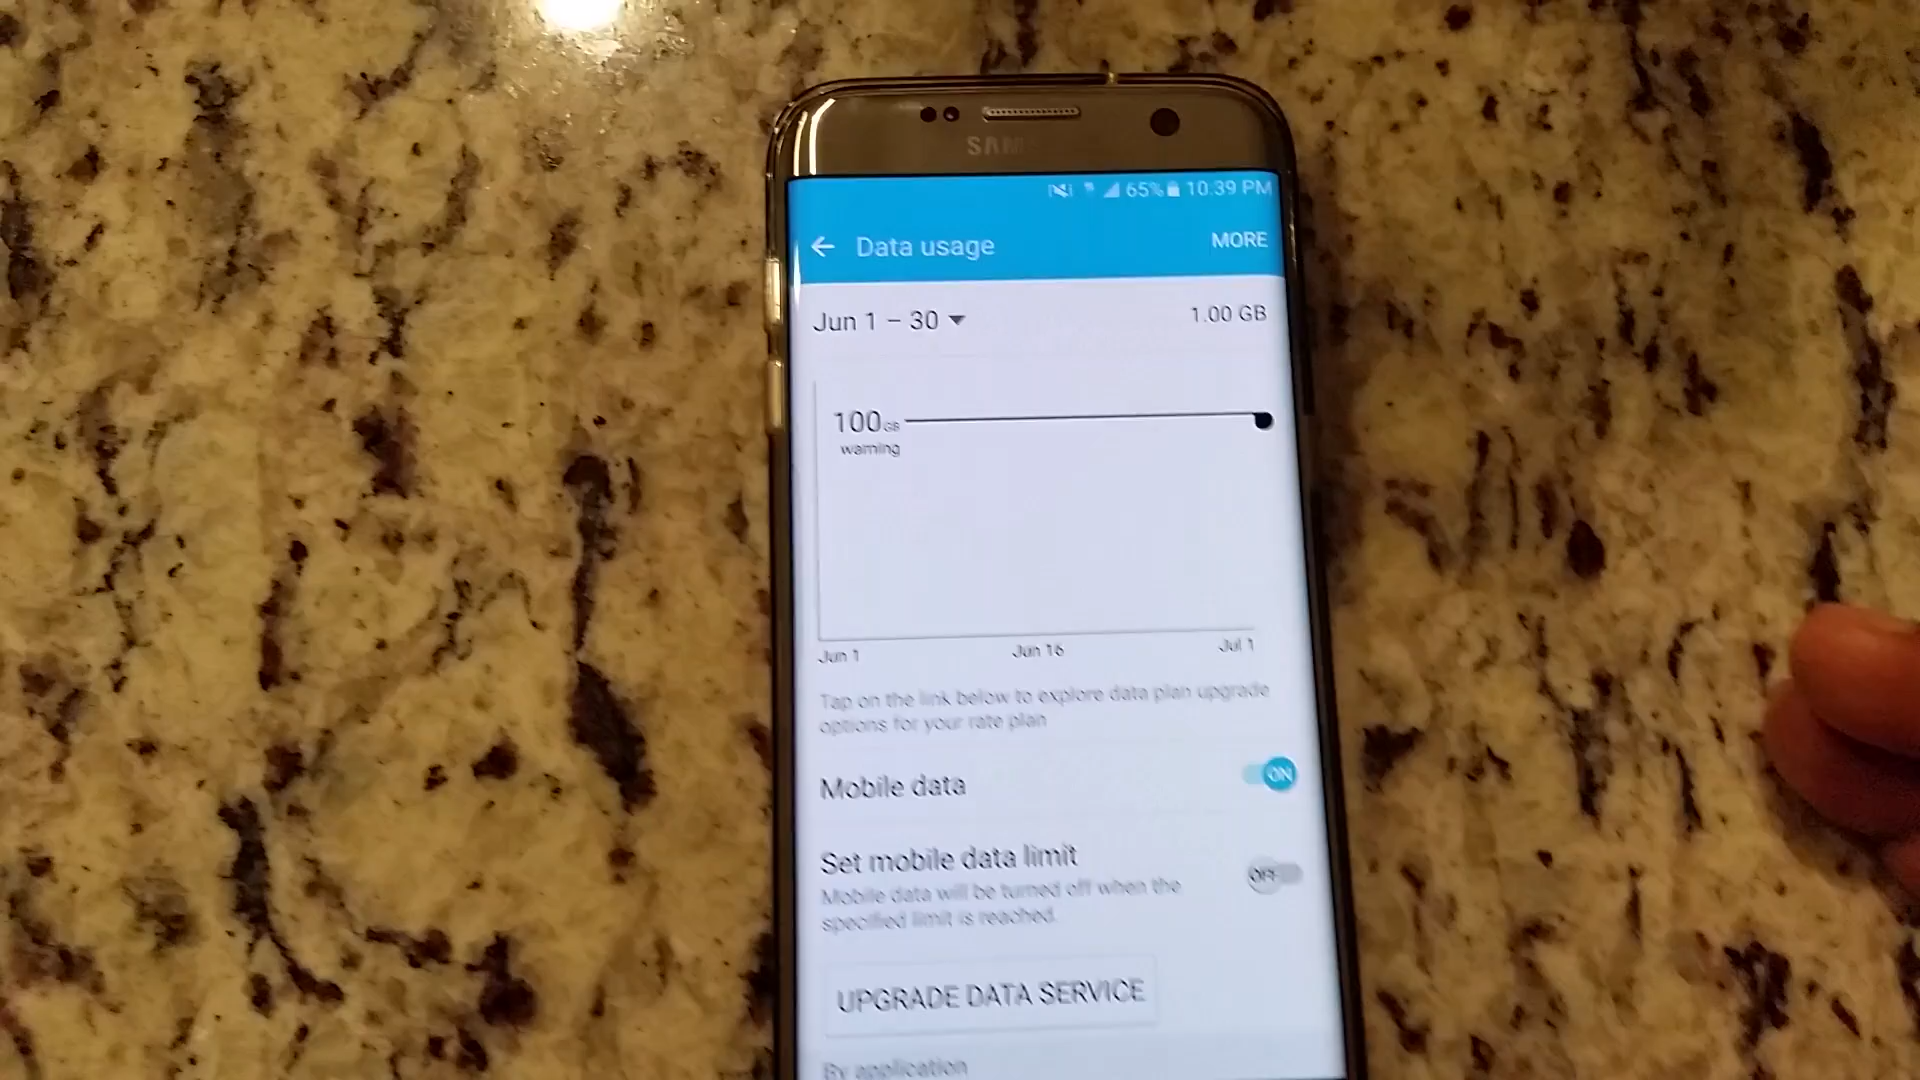 SAM
65% 10:39 PM
Data usage
MORE
Jun 1 – 30
1.00 GB
100 GB
warning
Jun 1
Jun 16
Jul 1
Tap on the link below to explore data plan upgrade
options for your rate plan
Mobile data
ON
Set mobile data limit
OFF
Mobile data will be turned off when the
specified limit is reached.
UPGRADE DATA SERVICE
By application